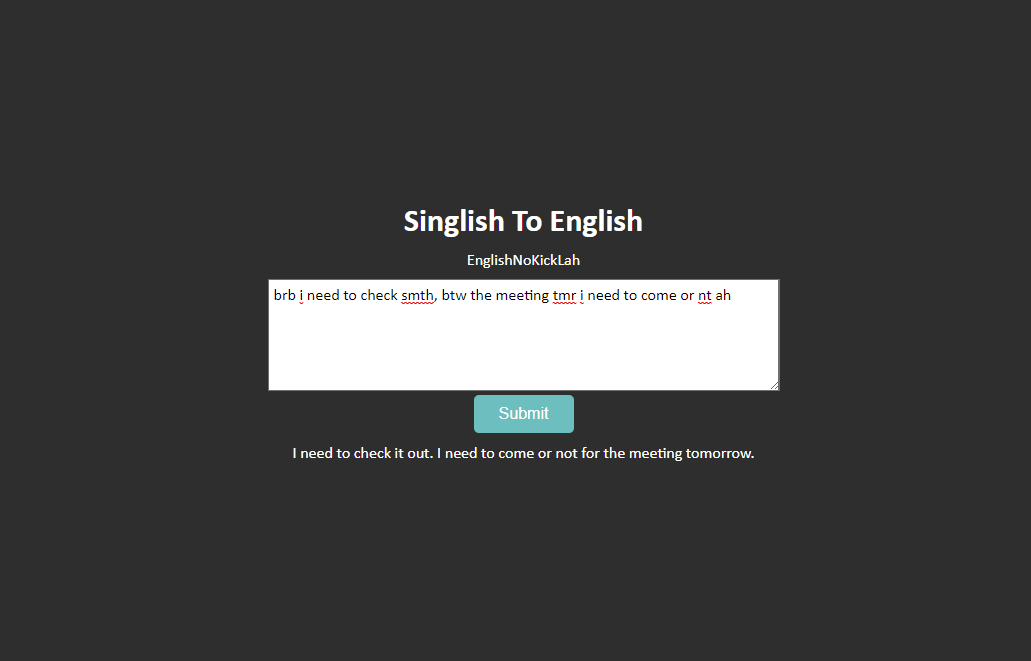 Singlish To English
EnglishNoKickLah
brb i need to check smth, btw the meeting tmr i need to come or nt ah
Submit
I need to check it out. I need to come or not for the meeting tomorrow.